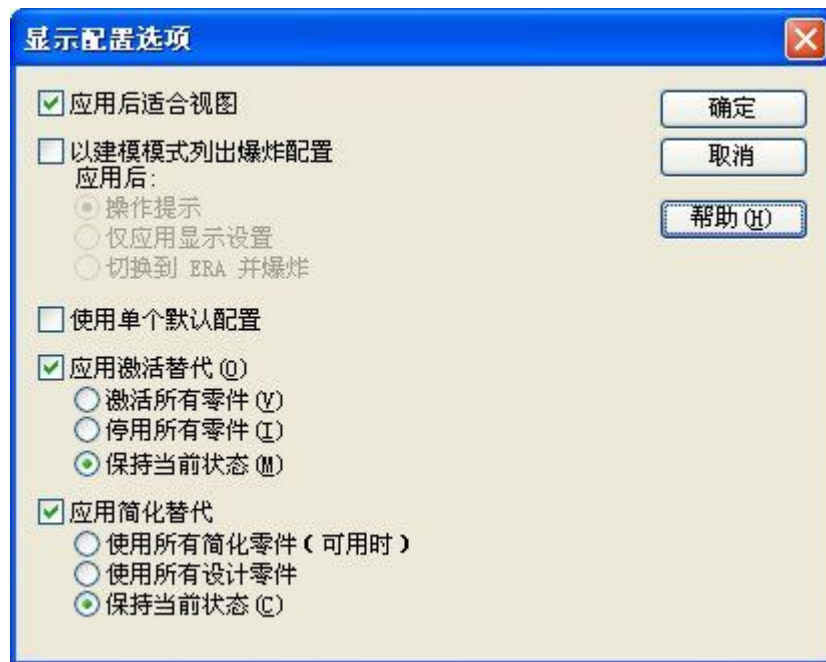 显示配置选项
应用后适合视图
确定
以建模模式列出爆炸配置
取消
应用后:
操作提示
帮助(H)
仅应用显示设置
切换到 ERA 并爆炸
使用单个默认配置
应用激活替代(O)
激活所有零件(V)
停用所有零件(I)
保持当前状态(M)
应用简化替代
使用所有简化零件(可用时)
使用所有设计零件
保持当前状态(C)